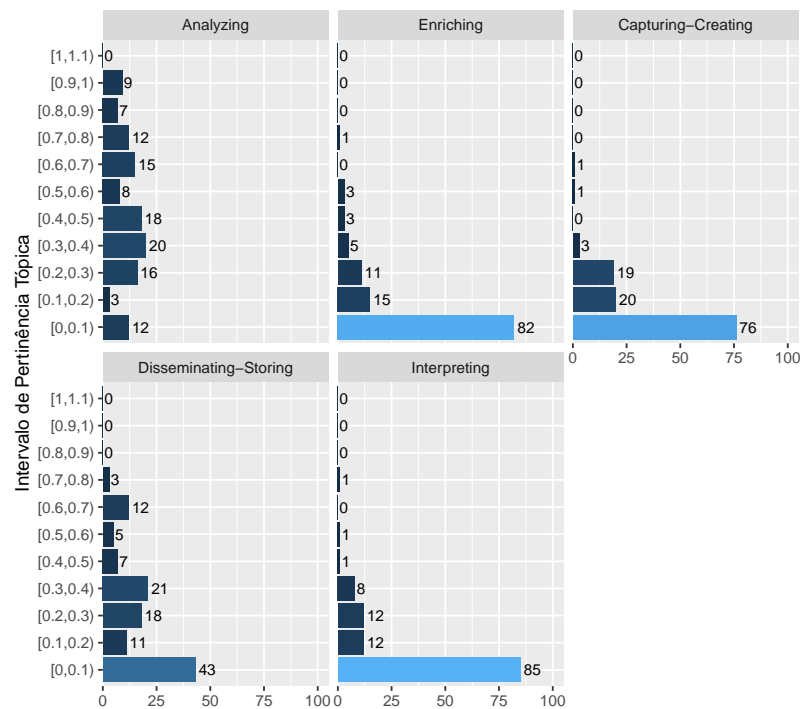 Analyzing Enriching Capturing−Creating
[1,1.1) 0 0 0
[0.9,1) 9 0 0
[0.8,0.9) 7 0 0
[0.7,0.8) 12 1 0
[0.6,0.7) 15 0 1
[0.5,0.6) 8 3 1
[0.4,0.5) 18 3 0
[0.3,0.4) 20 5 3
[0.2,0.3) 16 11 19
[0.1,0.2) 3 15 20
[0,0.1) 12 82 76
0 25 50 75 100
Intervalo de Pertinência Tópica
Disseminating−Storing Interpreting
[1,1.1) 0 0
[0.9,1) 0 0
[0.8,0.9) 0 0
[0.7,0.8) 3 1
[0.6,0.7) 12 0
[0.5,0.6) 5 1
[0.4,0.5) 7 1
[0.3,0.4) 21 8
[0.2,0.3) 18 12
[0.1,0.2) 11 12
[0,0.1) 43 85
0 25 50 75 100 0 25 50 75 100